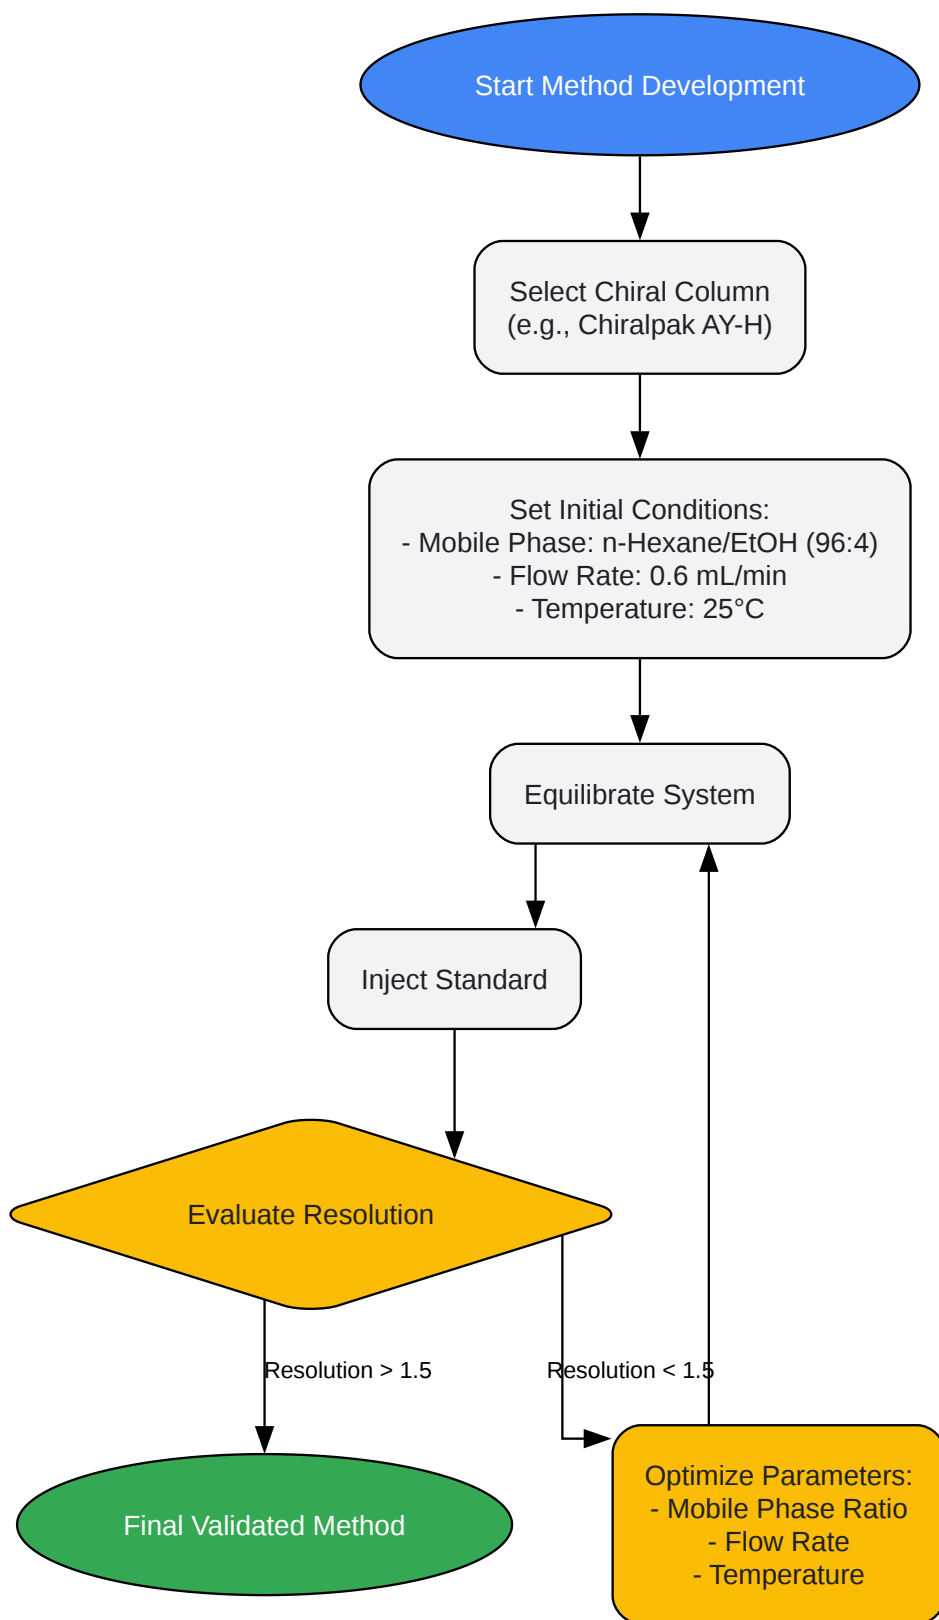 Start Method Development
Select Chiral Column
(e.g., Chiralpak AY-H)
Set Initial Conditions:
- Mobile Phase: n-Hexane/EtOH (96:4)
- Flow Rate: 0.6 mL/min
- Temperature: 25°C
Equilibrate System
Inject Standard
Evaluate Resolution
Resolution > 1.5
Resolution < 1.5
Final Validated Method
Optimize Parameters:
- Mobile Phase Ratio
- Flow Rate
- Temperature